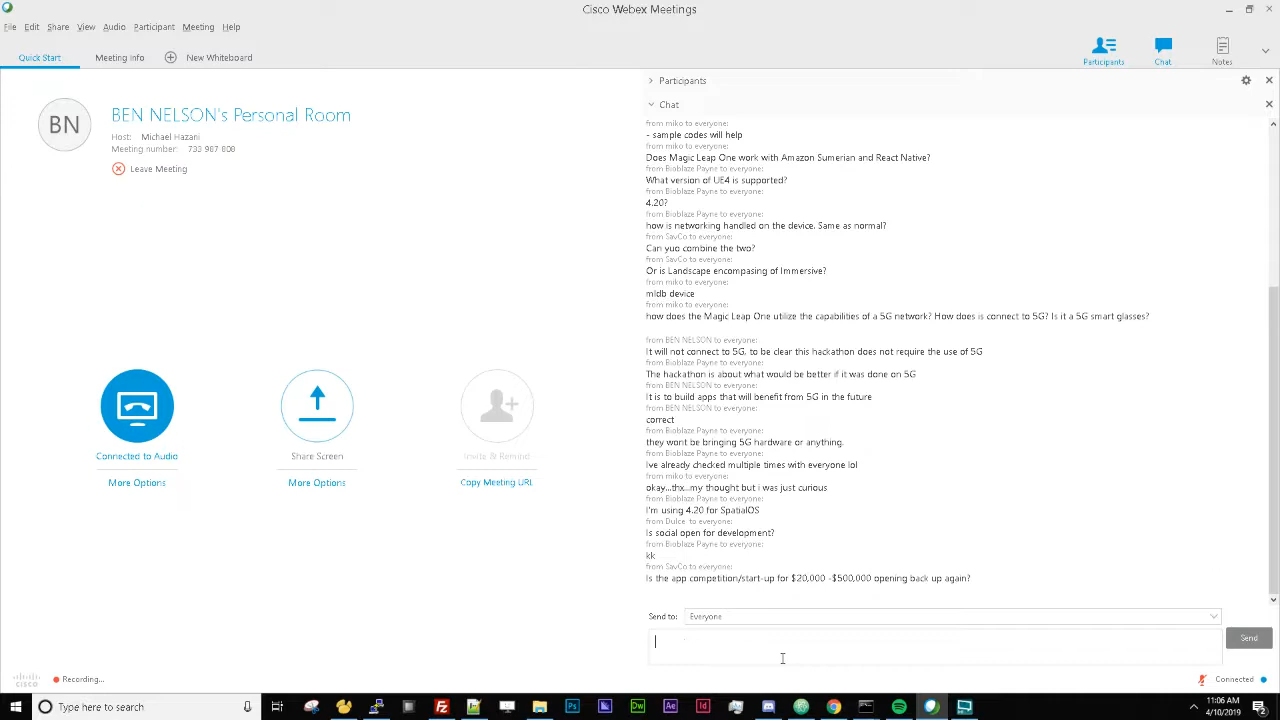 Cisco Webex Meetings
File Edit Share View Audio Participant Meeting Help
Quick Start Meeting Info New Whiteboard
Participants Chat Notes
Participants
Chat
BN
BEN NELSON's Personal Room
Host: Michael Hazani
Meeting number: 733 987 808
Leave Meeting
from miko to everyone:
- sample codes will help
from miko to everyone:
Does Magic Leap One work with Amazon Sumerian and React Native?
from Bioblaze Payne to everyone:
What version of UE4 is supported?
from Bioblaze Payne to everyone:
4.20?
from Bioblaze Payne to everyone:
how is networking handled on the device. Same as normal?
from SavCo to everyone:
Can yuo combine the two?
from SavCo to everyone:
Or is Landscape encompasing of Immersive?
from miko to everyone:
mldb device
from miko to everyone:
how does the Magic Leap One utilize the capabilities of a 5G network? How does is connect to 5G? Is it a 5G smart glasses?
from BEN NELSON to everyone:
It will not connect to 5G, to be clear this hackathon does not require the use of 5G
from Bioblaze Payne to everyone:
The hackathon is about what would be better if it was done on 5G
from BEN NELSON to everyone:
It is to build apps that will benefit from 5G in the future
from BEN NELSON to everyone:
correct
from Bioblaze Payne to everyone:
they wont be bringing 5G hardware or anything.
from Bioblaze Payne to everyone:
Ive already checked multiple times with everyone lol
from miko to everyone:
okay...thx...my thought but i was just curious
from Bioblaze Payne to everyone:
I'm using 4.20 for SpatialOS
from Dulce to everyone:
Is social open for development?
from Bioblaze Payne to everyone:
kk
from SavCo to everyone:
Is the app competition/start-up for $20,000 -$500,000 opening back up again?
Connected to Audio
More Options
Share Screen
More Options
Invite & Remind
Copy Meeting URL
Send to: Everyone
Send
cisco Recording...
Connected
Type here to search
Ps Dw Ae Id
11:06 AM
4/10/2019
2